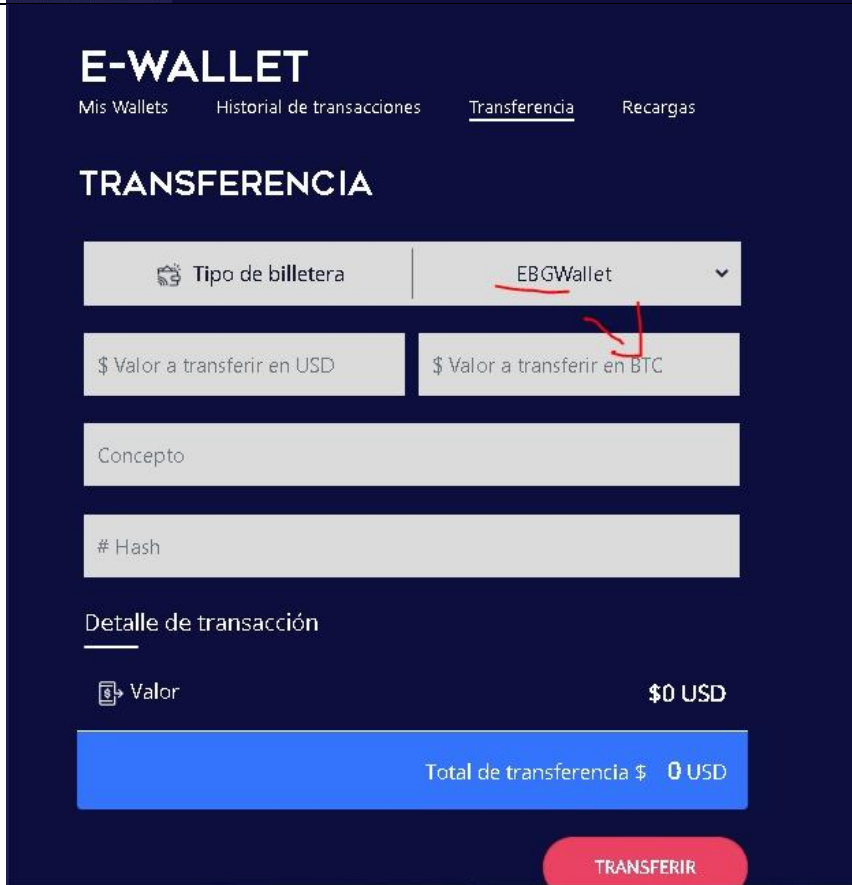 E-WALLET
Mis Wallets Historial de transacciones Transferencia Recargas
TRANSFERENCIA
Tipo de billetera EBGWallet
$ Valor a transferir en USD $ Valor a transferir en BTC
Concepto
# Hash
Detalle de transacción
Valor $0 USD
Total de transferencia $ 0 USD
TRANSFERIR